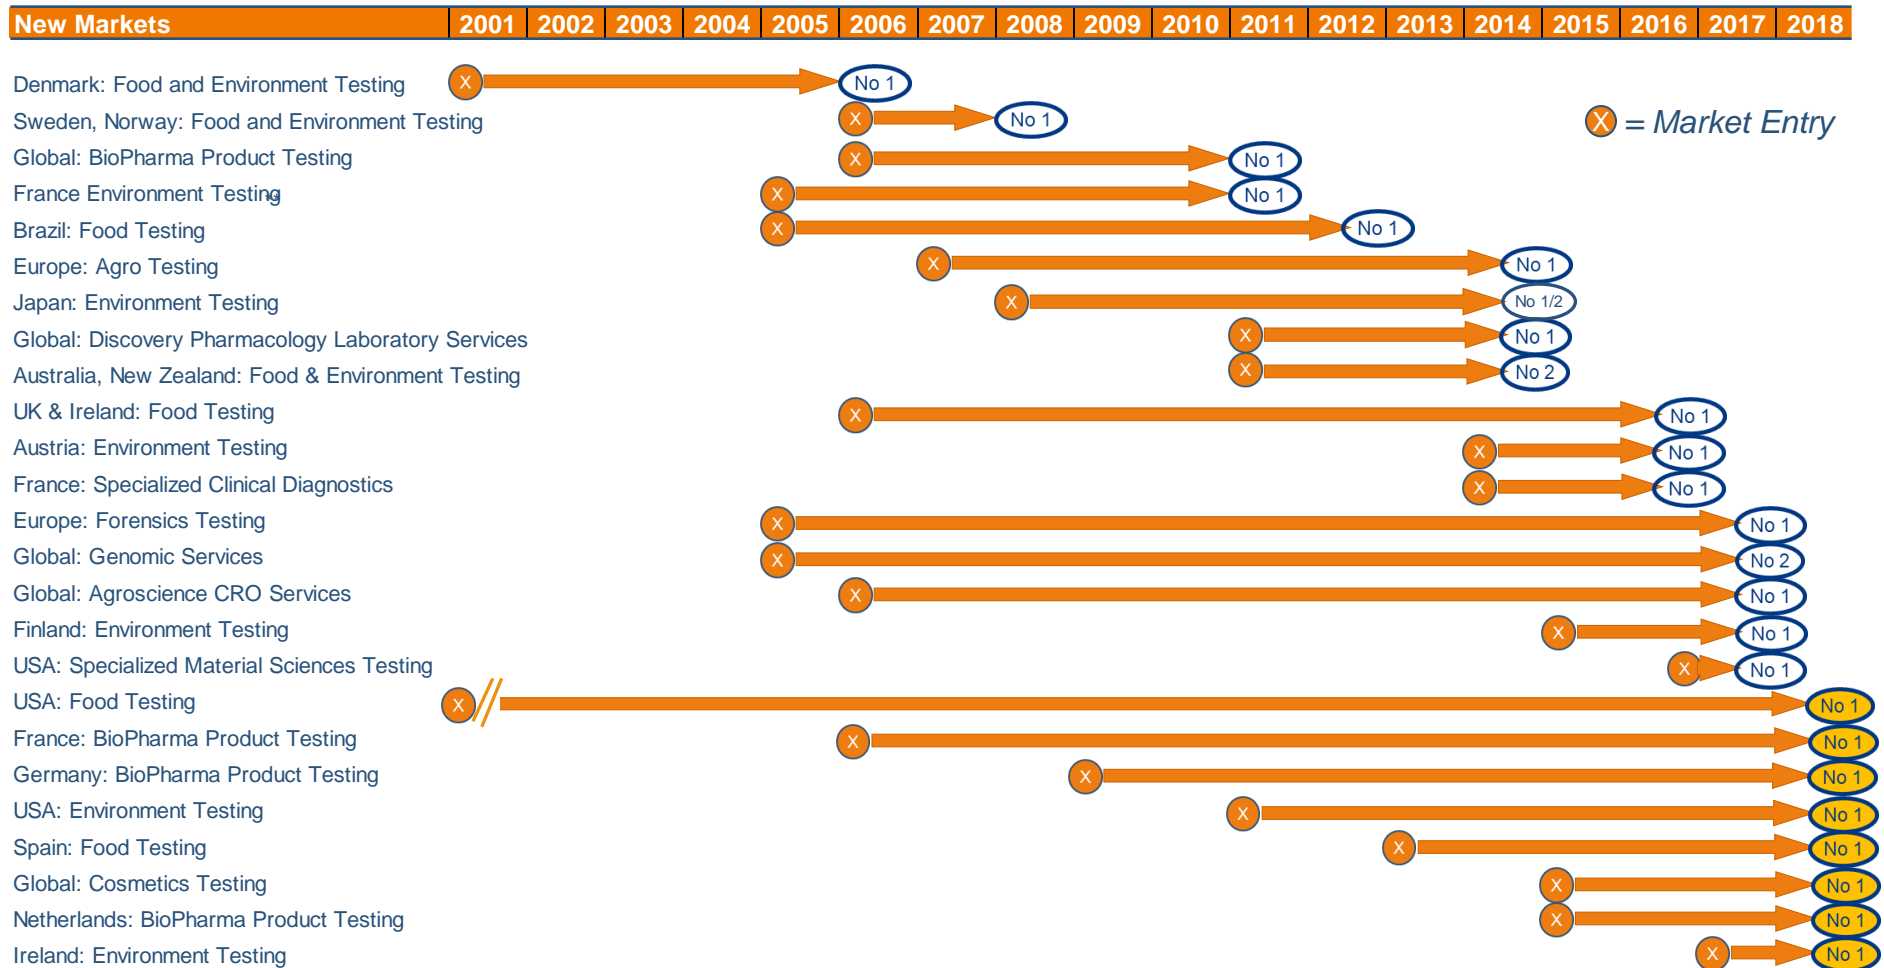 New Markets 2001 2002 2003 2004 2005 2006 2007 2008 2009 2010 2011 2012 2013 2014 2015 2016 2017 2018
Denmark: Food and Environment Testing X No 1
Sweden, Norway: Food and Environment Testing X No 1
X = Market Entry
Global: BioPharma Product Testing X No 1
France Environment Testing X No 1
Brazil: Food Testing X No 1
Europe: Agro Testing X No 1
Japan: Environment Testing X No 1/2
Global: Discovery Pharmacology Laboratory Services X No 1
Australia, New Zealand: Food & Environment Testing X No 2
UK & Ireland: Food Testing X No 1
Austria: Environment Testing X No 1
France: Specialized Clinical Diagnostics X No 1
Europe: Forensics Testing X No 1
Global: Genomic Services X No 2
Global: Agroscience CRO Services X No 1
Finland: Environment Testing X No 1
USA: Specialized Material Sciences Testing X No 1
USA: Food Testing X // No 1
France: BioPharma Product Testing X No 1
Germany: BioPharma Product Testing X No 1
USA: Environment Testing X No 1
Spain: Food Testing X No 1
Global: Cosmetics Testing X No 1
Netherlands: BioPharma Product Testing X No 1
Ireland: Environment Testing X No 1